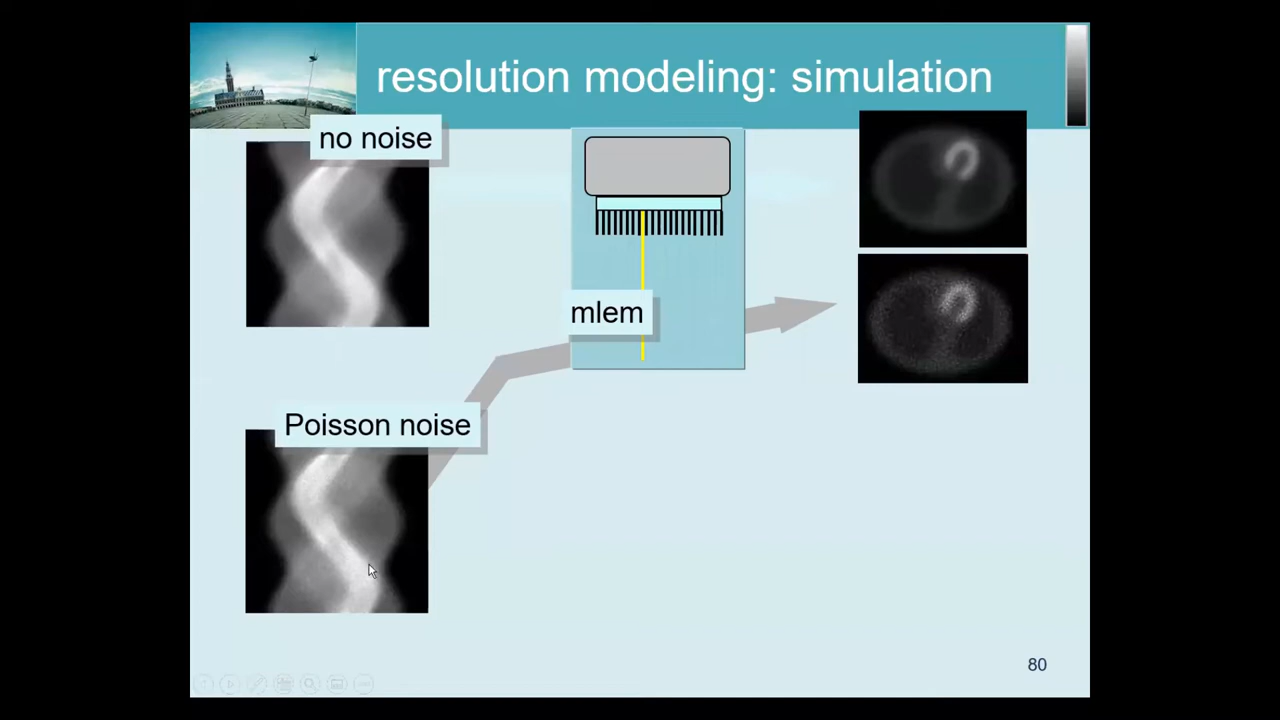 resolution modeling: simulation
no noise
mlem
Poisson noise
80